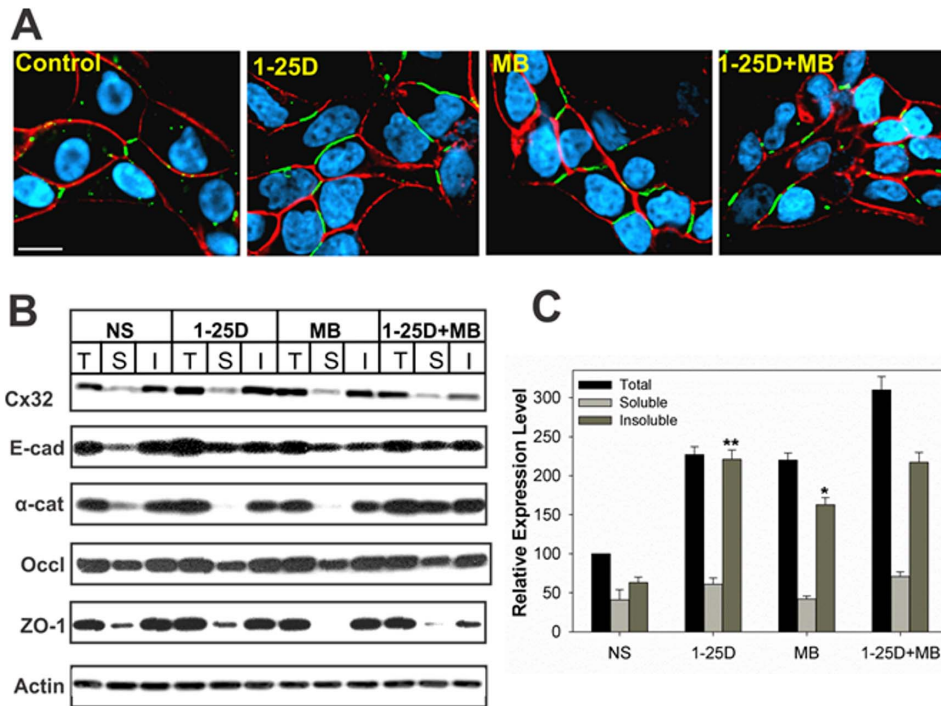 A
Control 1-25D MB 1-25D+MB
B
NS 1-25D MB 1-25D+MB
T S I T S I T S I T S I
Cx32
E-cad
α-cat
Occl
ZO-1
Actin
C
Relative Expression Level
300
250
200
150
100
50
0
Total
Soluble
Insoluble
**
*
NS 1-25D MB 1-25D+MB